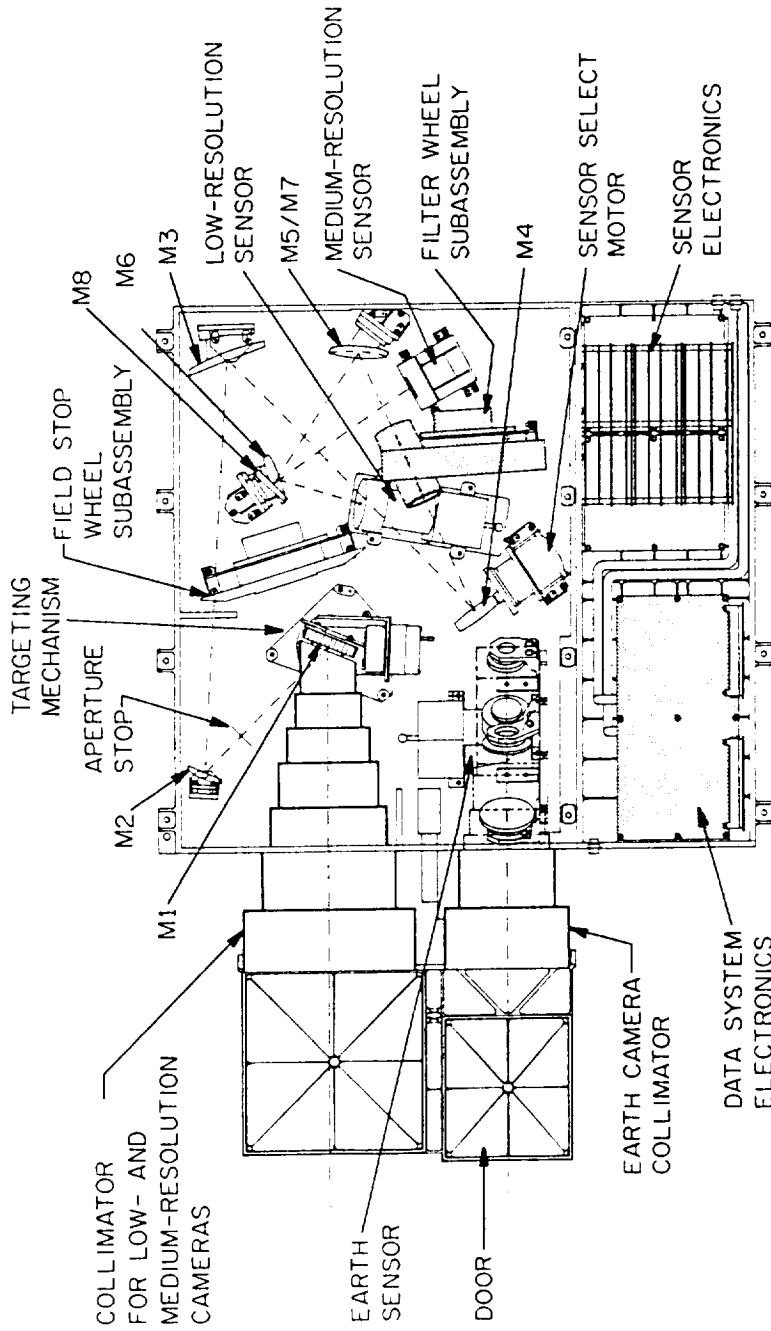 COLLIMATOR
FOR LOW- AND
MEDIUM-RESOLUTION
CAMERAS
M1
M2
APERTURE
STOP
TARGETING
MECHANISM
FIELD STOP
WHEEL
SUBASSEMBLY
M8
M6
M3
LOW-RESOLUTION
SENSOR
M5/M7
MEDIUM-RESOLUTION
SENSOR
FILTER WHEEL
SUBASSEMBLY
M4
SENSOR SELECT
MOTOR
SENSOR
ELECTRONICS
EARTH
SENSOR
DOOR
EARTH CAMERA
COLLIMATOR
DATA SYSTEM
ELECTRONICS